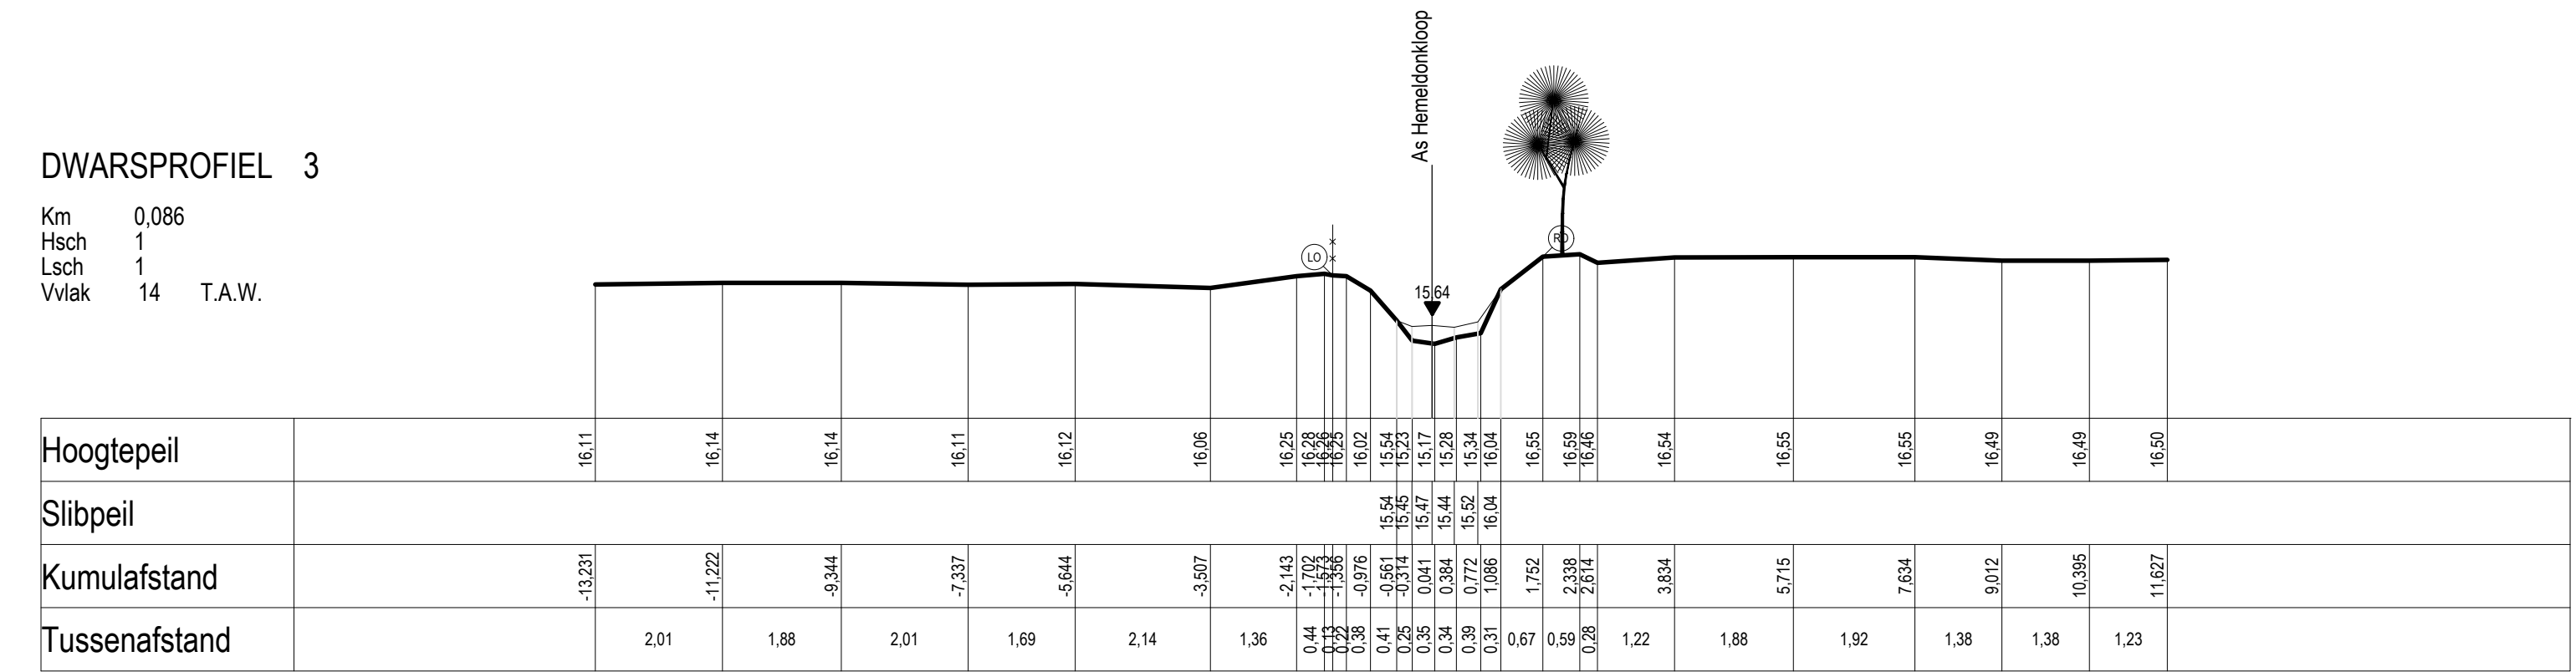 As Hemeldonkloop
DWARSPROFIEL 3
Km 0,086
Hsch 1
Lsch 1
Vvlak 14 T.A.W.
LO
RO
15,64
Hoogtepeil 16,11 16,14 16,14 16,11 16,12 16,06 16,25 16,28 16,26 16,25 16,02 15,54 15,23 15,17 15,28 15,34 16,04 16,55 16,59 16,46 16,54 16,55 16,55 16,49 16,49 16,50
Slibpeil 15,54 15,45 15,47 15,44 15,52 16,04
Kumulafstand -13,231 -11,222 -9,344 -7,337 -5,644 -3,507 -2,143 -1,702 -1,573 -1,356 -0,976 -0,561 -0,314 0,041 0,384 0,772 1,086 1,752 2,338 2,614 3,834 5,715 7,634 9,012 10,395 11,627
Tussenafstand 2,01 1,88 2,01 1,69 2,14 1,36 0,44 0,13 0,22 0,38 0,41 0,25 0,35 0,34 0,39 0,31 0,67 0,59 0,28 1,22 1,88 1,92 1,38 1,38 1,23